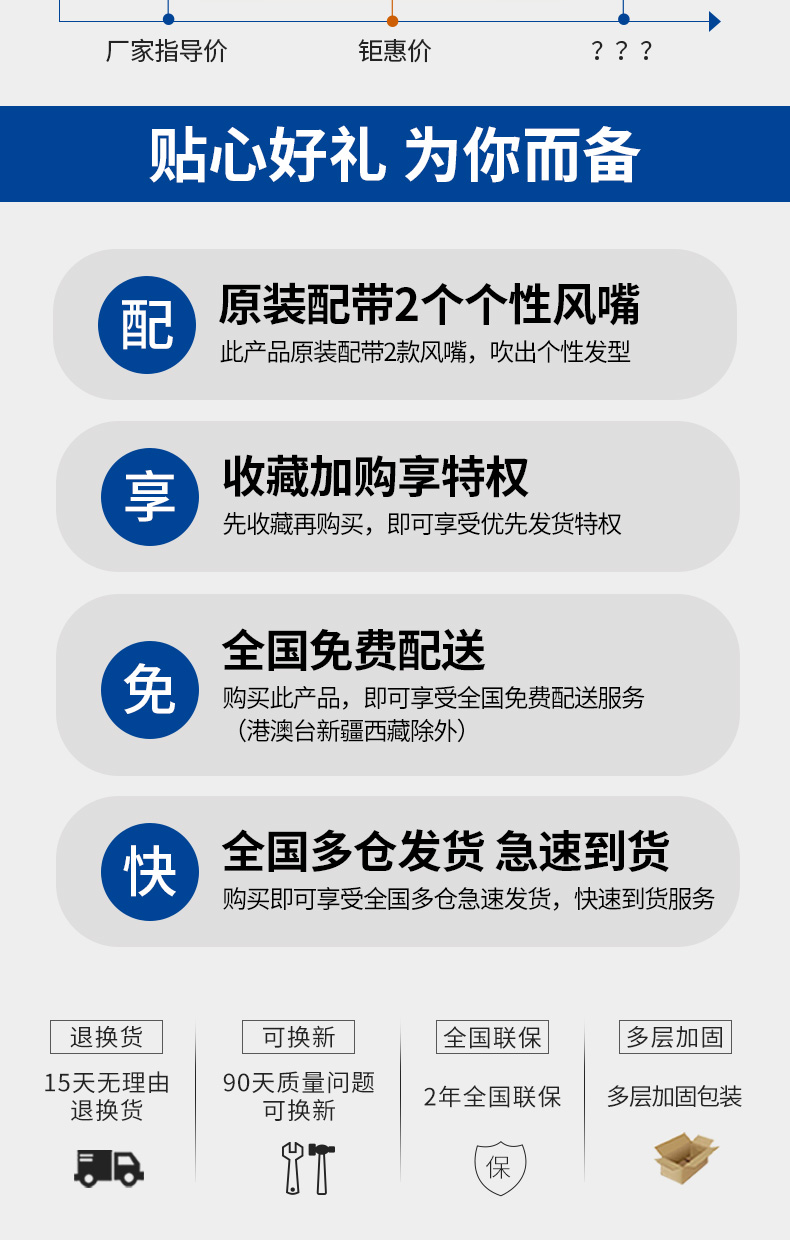 厂家指导价 钜惠价 ？？？
贴心好礼 为你而备
配
原装配带2个个性风嘴
此产品原装配带2款风嘴，吹出个性发型
享
收藏加购享特权
先收藏再购买，即可享受优先发货特权
免
全国免费配送
购买此产品，即可享受全国免费配送服务
（港澳台新疆西藏除外）
快
全国多仓发货 急速到货
购买即可享受全国多仓急速发货，快速到货服务
退换货
15天无理由
退换货
可换新
90天质量问题
可换新
全国联保
2年全国联保
保
多层加固
多层加固包装